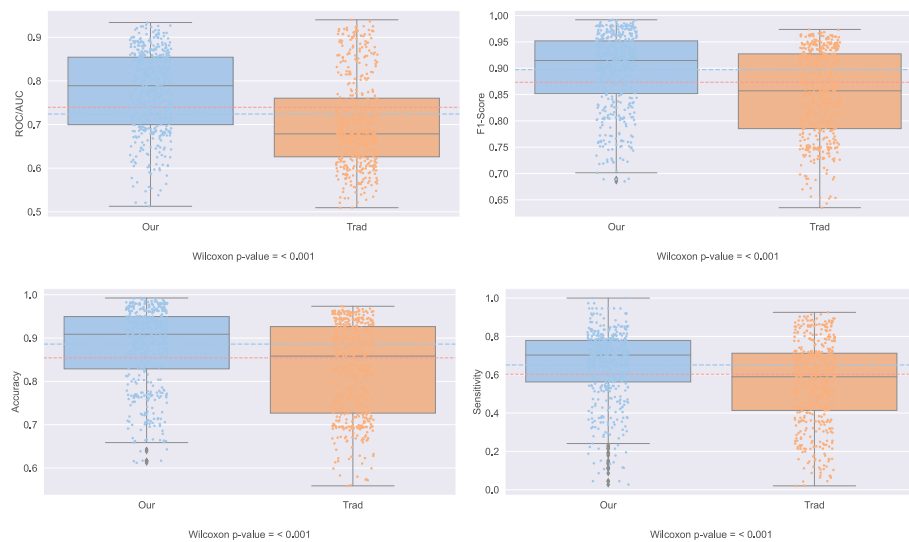 ROC/AUC
0.9
0.8
0.7
0.6
0.5
Our
Trad
Wilcoxon p-value = < 0.001
F1-Score
1.00
0.95
0.90
0.85
0.80
0.75
0.70
0.65
Our
Trad
Wilcoxon p-value = < 0.001
Accuracy
1.0
0.9
0.8
0.7
0.6
Our
Trad
Wilcoxon p-value = < 0.001
Sensitivity
1.0
0.8
0.6
0.4
0.2
0.0
Our
Trad
Wilcoxon p-value = < 0.001